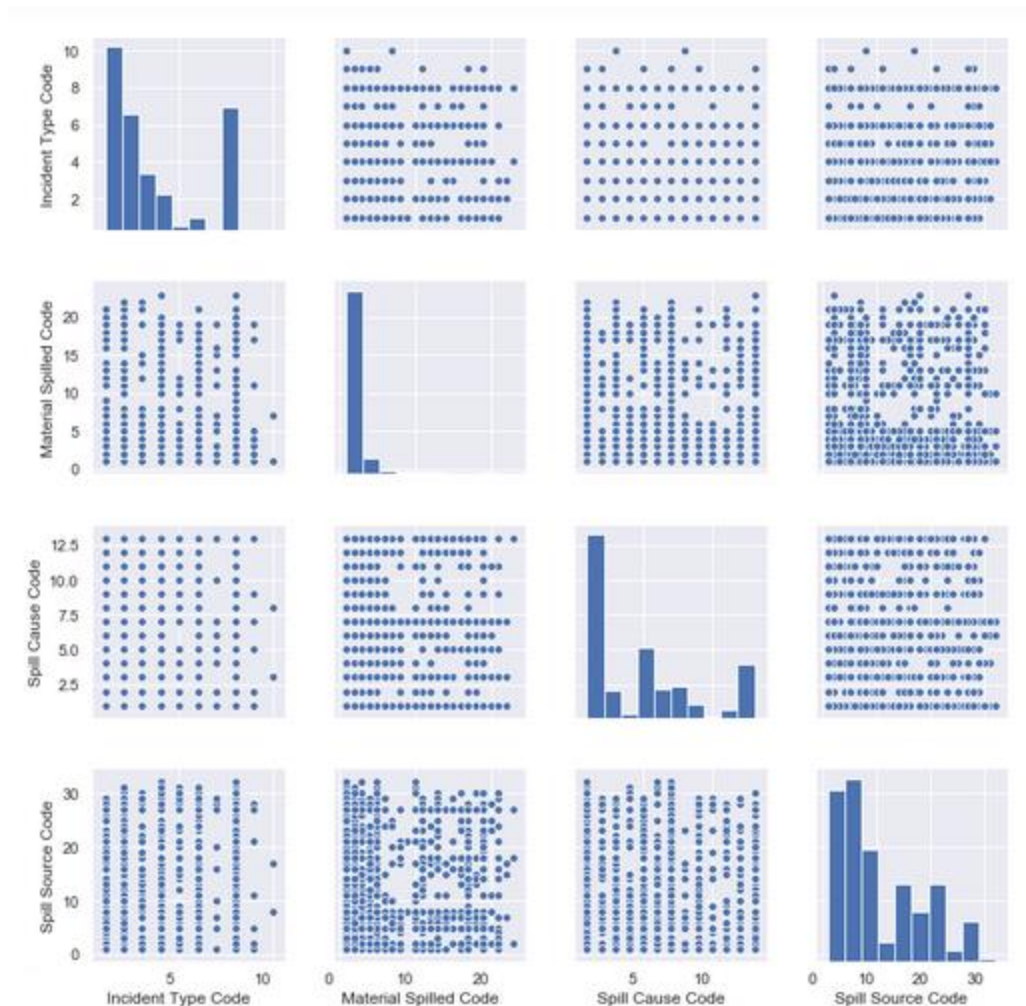 Incident Type Code
10
8
6
4
2
Material Spilled Code
20
15
10
5
0
Spill Cause Code
12.5
10.0
7.5
5.0
2.5
Spill Source Code
30
20
10
0
5 10
0 10 20
5 10
0 10 20 30
Incident Type Code
Material Spilled Code
Spill Cause Code
Spill Source Code